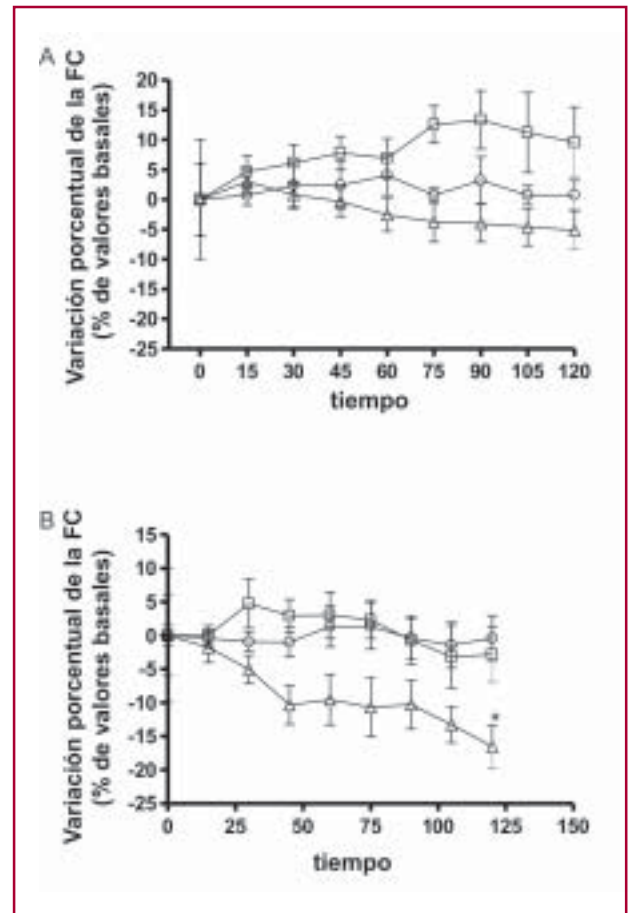 A
Variación porcentual de la FC
(% de valores basales)
20
15
10
5
0
-5
-10
-15
-20
-25
0 15 30 45 60 75 90 105 120
tiempo
B
Variación porcentual de la FC
(% de valores basales)
15
10
5
0
-5
-10
-15
-20
-25
*
0 25 50 75 100 125 150
tiempo